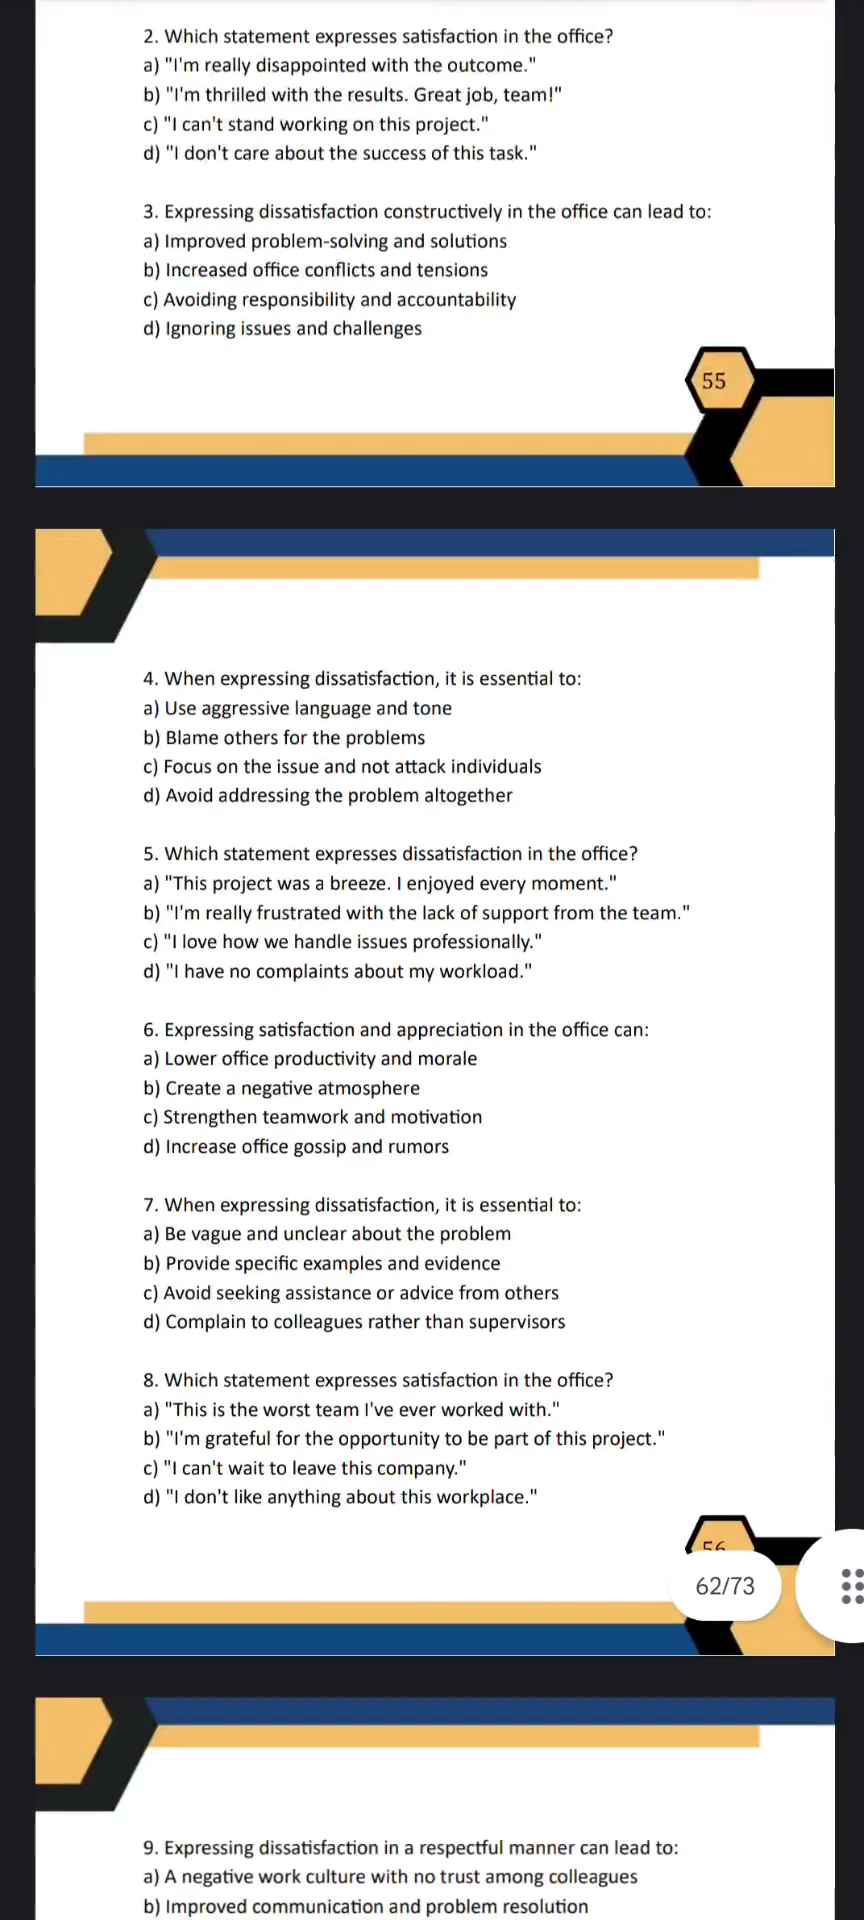 2. Which statement expresses satisfaction in the office?
a) "I'm really disappointed with the outcome."
b) "I'm thrilled with the results. Great job, team!"
c) "I can't stand working on this project."
d) "I don't care about the success of this task."
3. Expressing dissatisfaction constructively in the office can lead to:
a) Improved problem-solving and solutions
b) Increased office conflicts and tensions
c) Avoiding responsibility and accountability
d) Ignoring issues and challenges
55
4. When expressing dissatisfaction, it is essential to:
a) Use aggressive language and tone
b) Blame others for the problems
c) Focus on the issue and not attack individuals
d) Avoid addressing the problem altogether
5. Which statement expresses dissatisfaction in the office?
a) "This project was a breeze. I enjoyed every moment."
b) "I'm really frustrated with the lack of support from the team."
c) "I love how we handle issues professionally."
d) "I have no complaints about my workload."
6. Expressing satisfaction and appreciation in the office can:
a) Lower office productivity and morale
b) Create a negative atmosphere
c) Strengthen teamwork and motivation
d) Increase office gossip and rumors
7. When expressing dissatisfaction, it is essential to:
a) Be vague and unclear about the problem
b) Provide specific examples and evidence
c) Avoid seeking assistance or advice from others
d) Complain to colleagues rather than supervisors
8. Which statement expresses satisfaction in the office?
a) "This is the worst team I've ever worked with."
b) "I'm grateful for the opportunity to be part of this project."
c) "I can't wait to leave this company."
d) "I don't like anything about this workplace."
56
62/73
9. Expressing dissatisfaction in a respectful manner can lead to:
a) A negative work culture with no trust among colleagues
b) Improved communication and problem resolution